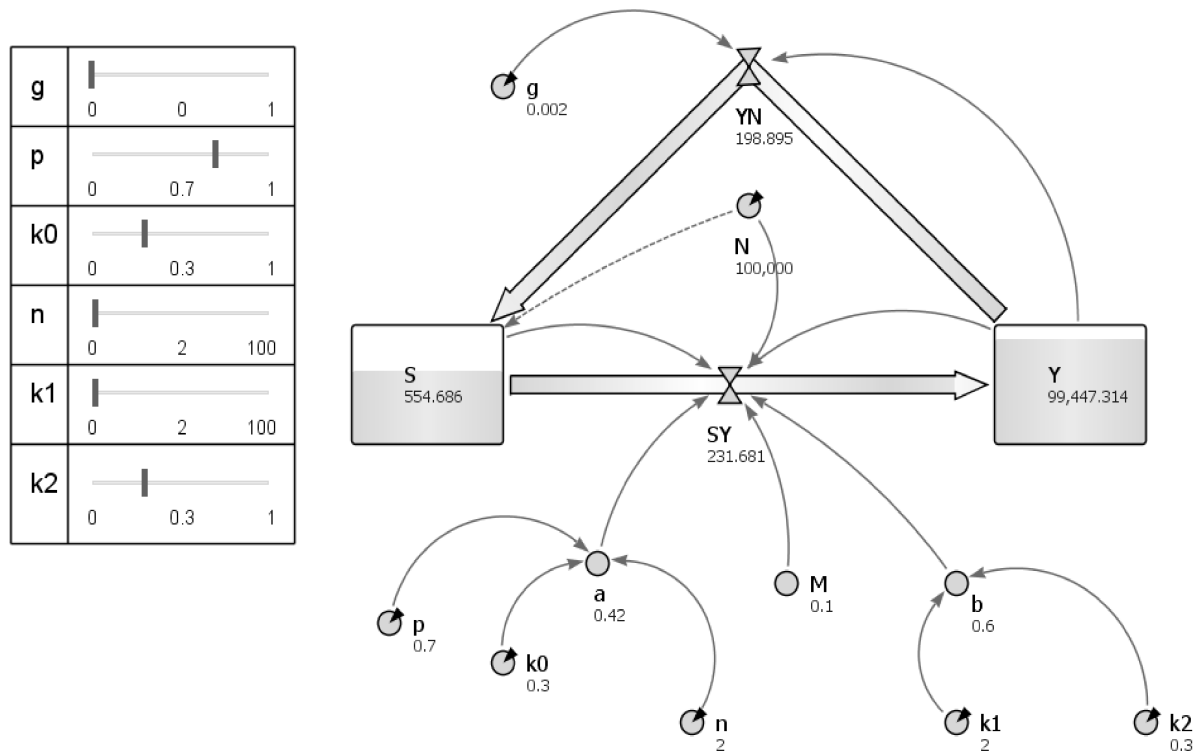 g
0 0 1
p
0 0.7 1
k0
0 0.3 1
n
0 2 100
k1
0 2 100
k2
0 0.3 1
g
0.002
YN
198.895
N
100,000
S
554.686
Y
99,447.314
SY
231.681
a
0.42
M
0.1
b
0.6
p
0.7
k0
0.3
n
2
k1
2
k2
0.3